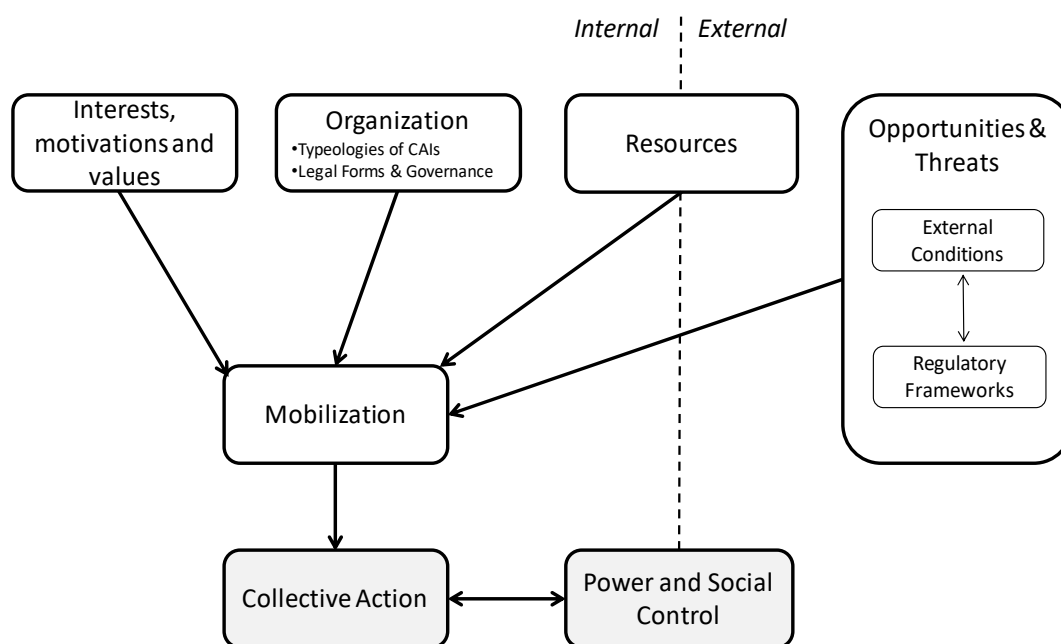 Internal
External
Interests,
motivations and
values
Organization
•Typeologies of CAIs
•Legal Forms & Governance
Resources
Opportunities &
Threats
External
Conditions
Regulatory
Frameworks
Mobilization
Collective Action
Power and Social
Control